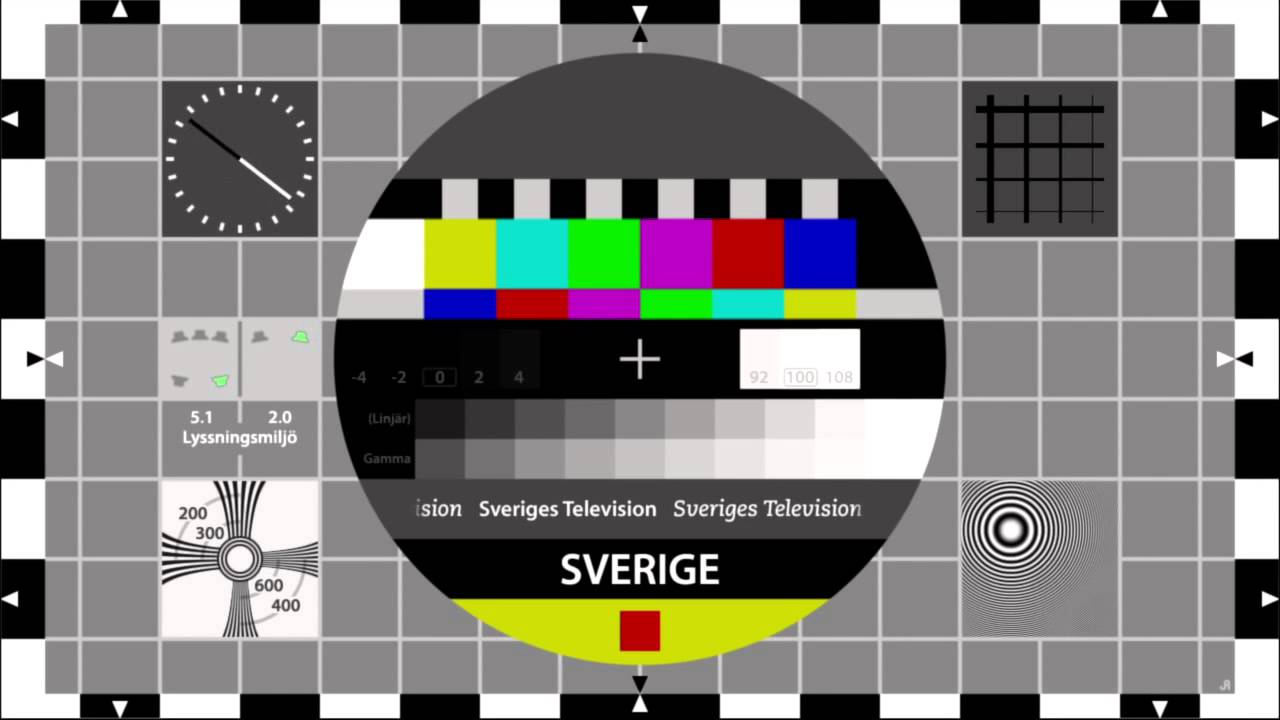 -4 -2 0 2 4 92 100 108
(Linjär)
5.1 2.0
Lyssningsmiljö
Gamma
ision Sveriges Television Sveriges Television
200
300
SVERIGE
600
400